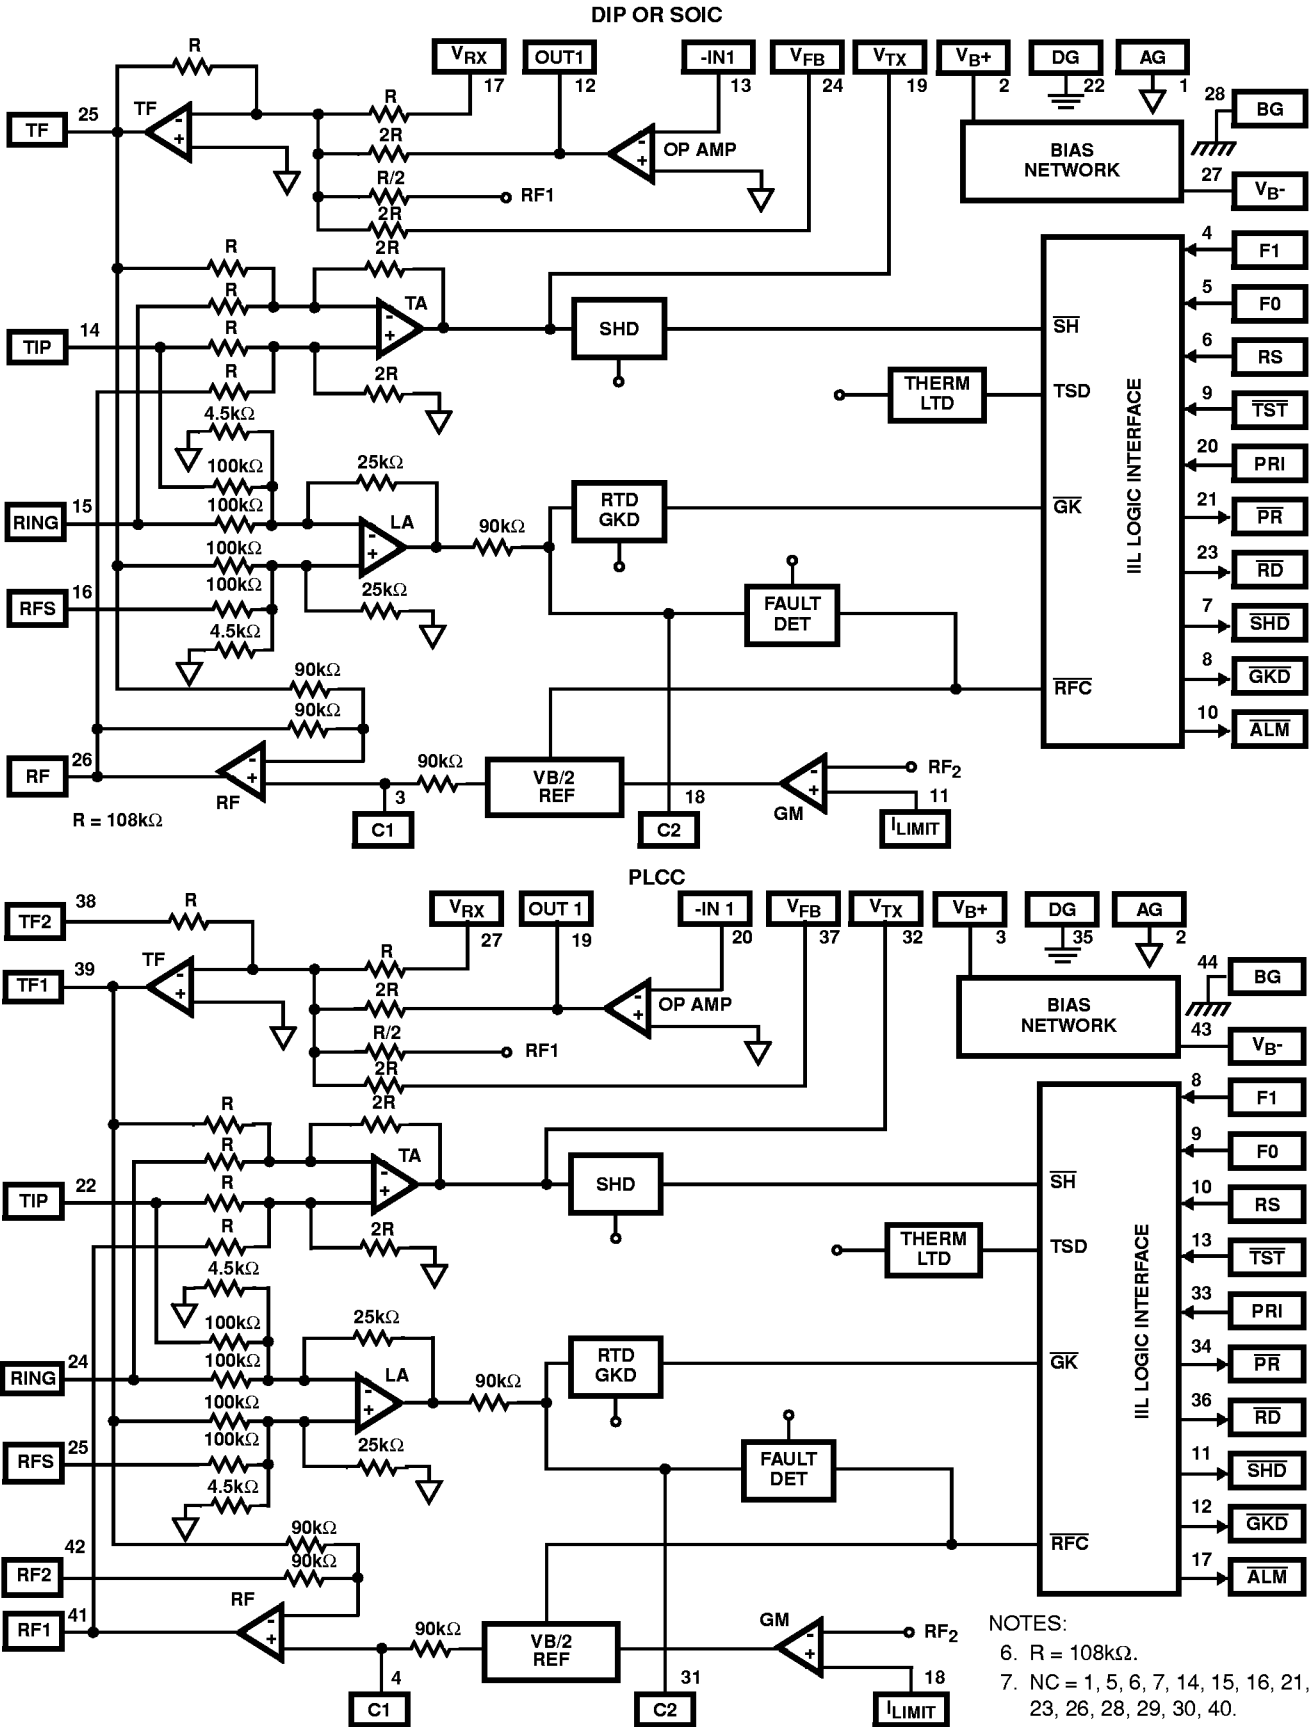 DIP OR SOIC
R
VRX
OUT1
-IN1
VFB
VTX
VB+
DG
AG
17
12
13
24
19
2
22
1
28
BG
25
TF
TF
-
+
R
2R
R/2
RF1
2R
-
+
OP AMP
BIAS
NETWORK
27
VB-
2R
R
R
R
R
TA
-
+
2R
14
TIP
SHD
THERM
LTD
SH
TSD
GK
RFC
IIL LOGIC INTERFACE
4
F1
5
F0
6
RS
9
TST
20
PRI
21
PR
23
RD
7
SHD
8
GKD
10
ALM
4.5kΩ
100kΩ
100kΩ
100kΩ
100kΩ
4.5kΩ
15
RING
16
RFS
25kΩ
LA
-
+
25kΩ
90kΩ
RTD
GKD
FAULT
DET
90kΩ
90kΩ
26
RF
-
+
RF
90kΩ
3
C1
VB/2
REF
18
C2
-
+
GM
RF2
11
ILIMIT
R = 108kΩ
PLCC
38
TF2
R
VRX
OUT 1
-IN 1
VFB
VTX
VB+
DG
AG
27
19
20
37
32
3
35
2
44
BG
39
TF1
TF
-
+
R
2R
R/2
RF1
2R
-
+
OP AMP
BIAS
NETWORK
43
VB-
2R
R
R
R
R
TA
-
+
2R
22
TIP
SHD
THERM
LTD
SH
TSD
GK
RFC
IIL LOGIC INTERFACE
8
F1
9
F0
10
RS
13
TST
33
PRI
34
PR
36
RD
11
SHD
12
GKD
17
ALM
4.5kΩ
100kΩ
100kΩ
100kΩ
100kΩ
4.5kΩ
24
RING
25
RFS
25kΩ
LA
-
+
25kΩ
90kΩ
RTD
GKD
FAULT
DET
90kΩ
90kΩ
42
RF2
41
RF1
RF
-
+
90kΩ
4
C1
VB/2
REF
31
C2
GM
-
+
RF2
18
ILIMIT
NOTES:
6. R = 108kΩ.
7. NC = 1, 5, 6, 7, 14, 15, 16, 21,
23, 26, 28, 29, 30, 40.